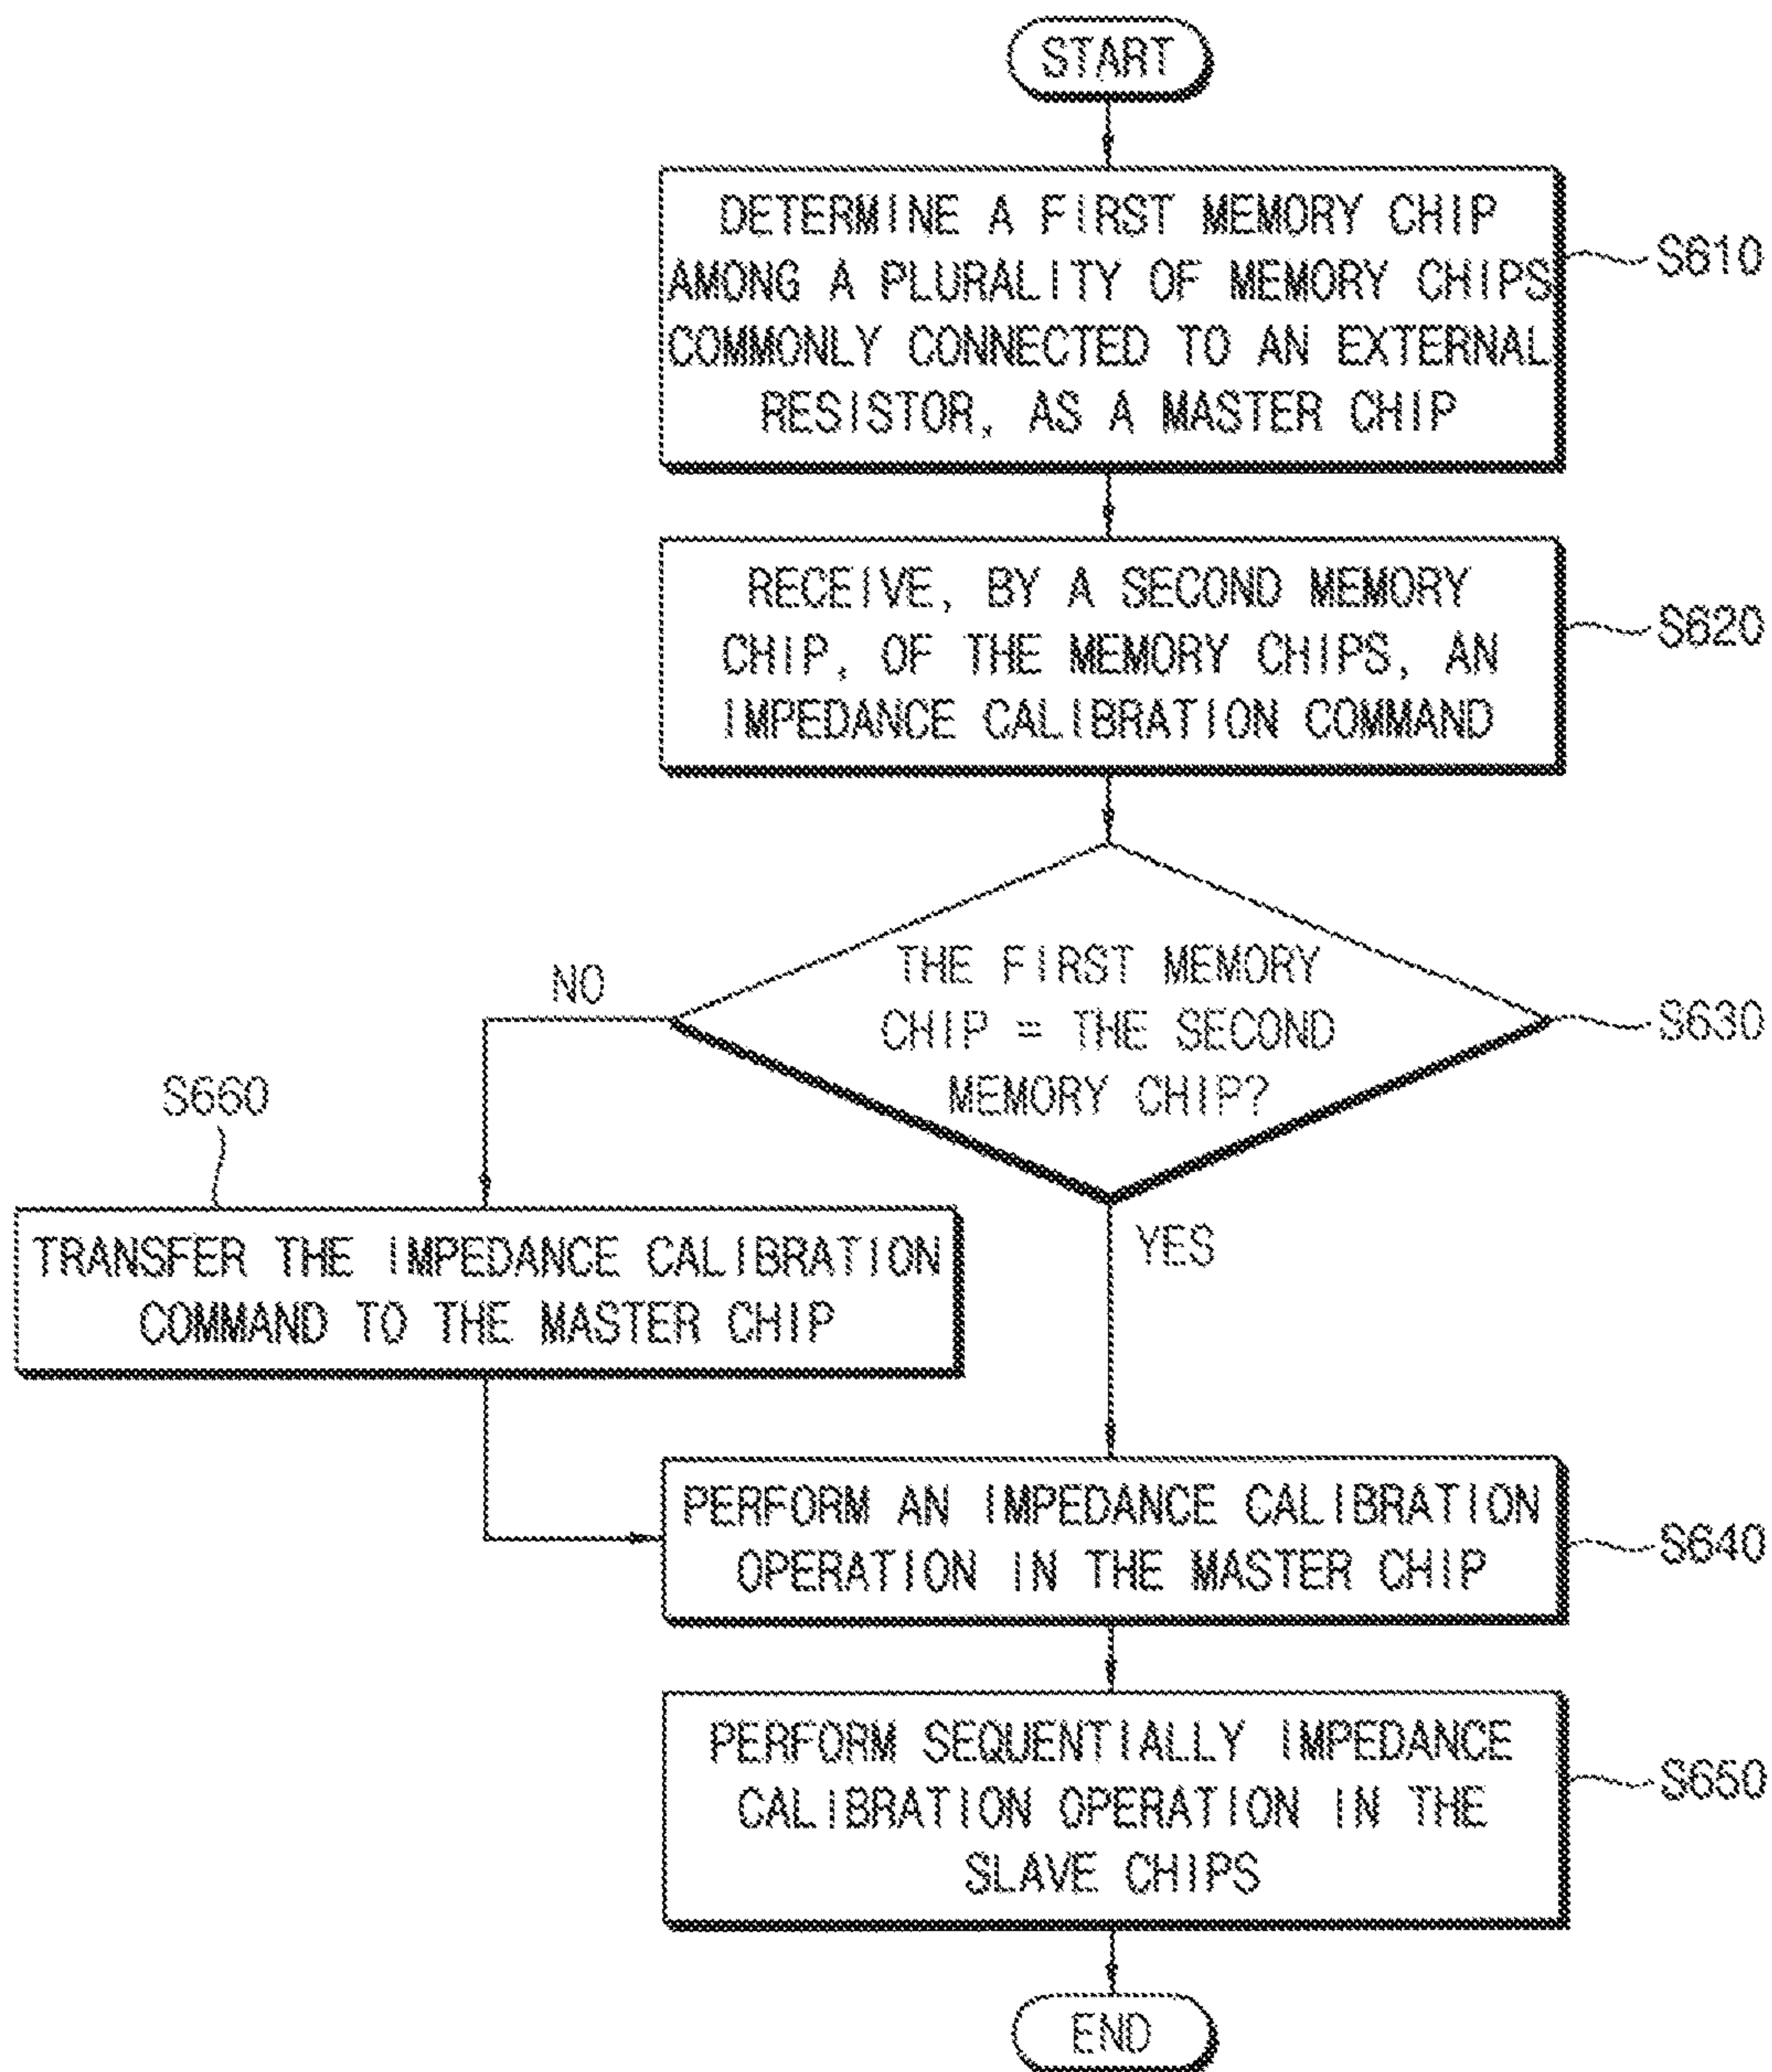 START
DETERMINE A FIRST MEMORY CHIP
AMONG A PLURALITY OF MEMORY CHIPS
COMMONLY CONNECTED TO AN EXTERNAL
RESISTOR, AS A MASTER CHIP
S610
RECEIVE, BY A SECOND MEMORY
CHIP, OF THE MEMORY CHIPS, AN
IMPEDANCE CALIBRATION COMMAND
S620
THE FIRST MEMORY
CHIP = THE SECOND
MEMORY CHIP?
S630
NO
YES
S660
TRANSFER THE IMPEDANCE CALIBRATION
COMMAND TO THE MASTER CHIP
PERFORM AN IMPEDANCE CALIBRATION
OPERATION IN THE MASTER CHIP
S640
PERFORM SEQUENTIALLY IMPEDANCE
CALIBRATION OPERATION IN THE
SLAVE CHIPS
S650
END